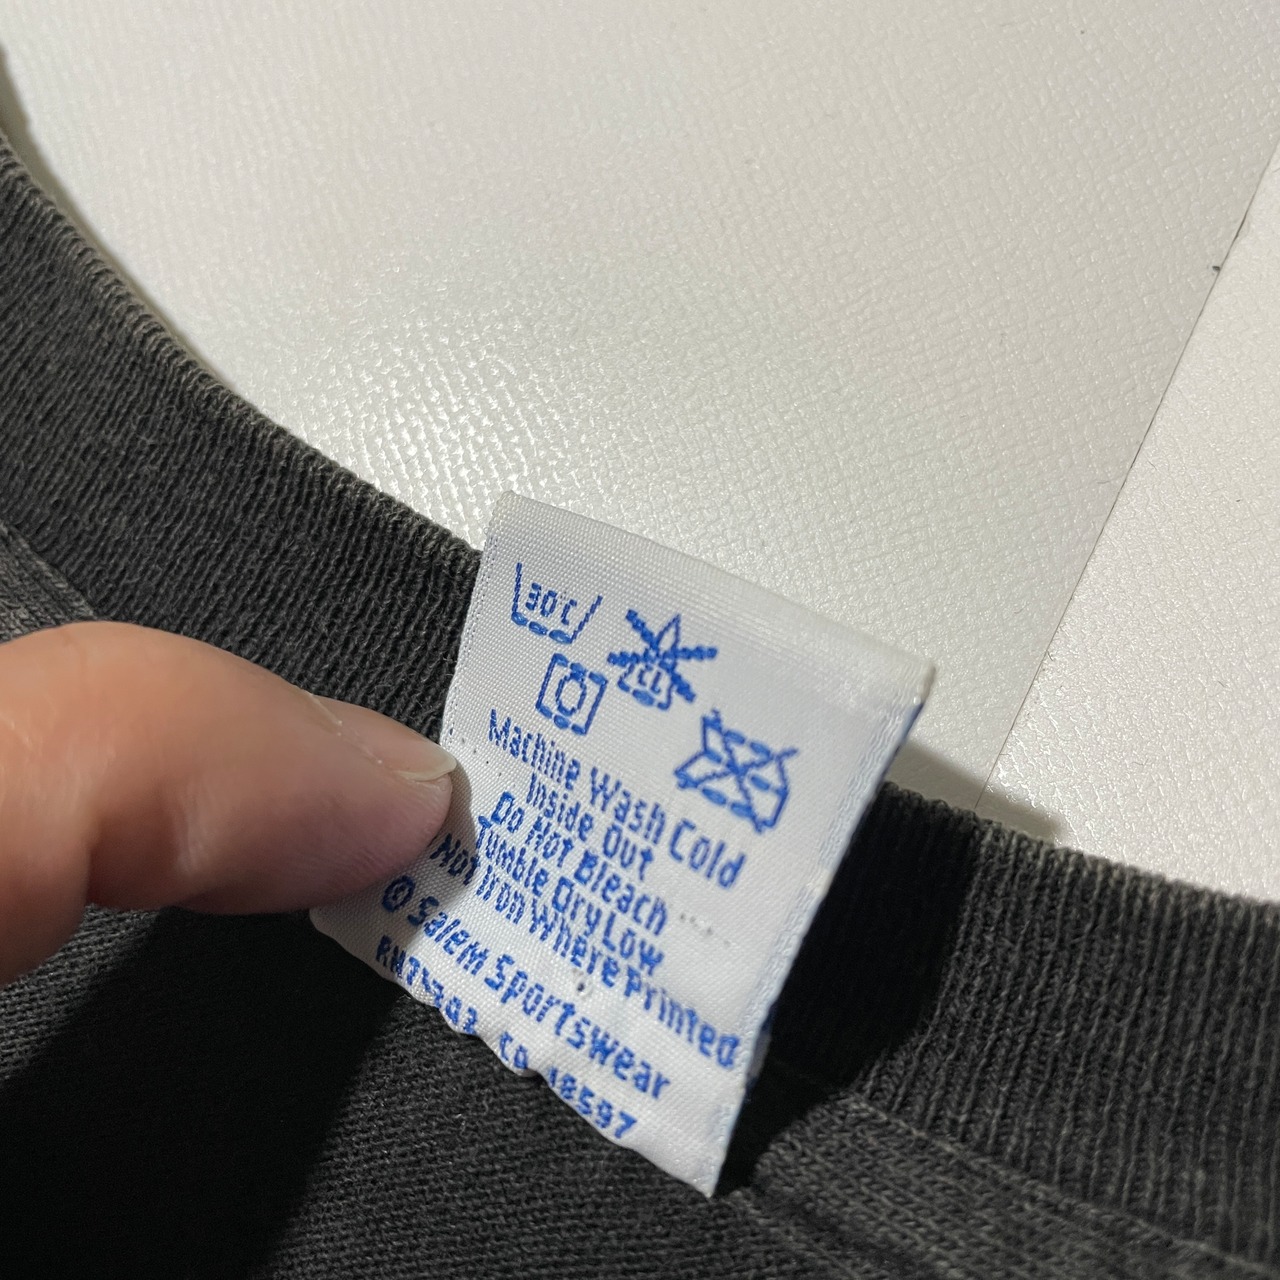 30°C
CL
Machine Wash Cold
Inside Out
Do Not Bleach
Tumble Dry Low
Not Iron Where Printed
© Salem Sportswear
CA 18597